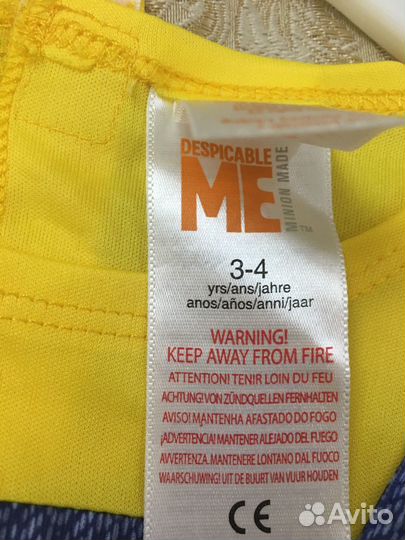 DESPICABLE
ME
MINION MADE
TM
3-4
yrs/ans/jahre
anos/años/anni/jaar
WARNING!
KEEP AWAY FROM FIRE
ATTENTION! TENIR LOIN DU FEU
ACHTUNG! VON ZÜNDQUELLEN FERNHALTEN
AVISO! MANTENHA AFASTADO DO FOGO
¡ADVERTENCIA! MANTENER ALEJADO DEL FUEGO
AVVERTENZA. MANTENERE LONTANO DAL FUOCO
WAARSCHUWING! UIT DE BUURT VAN VUUR HOUDEN
CE
Avito